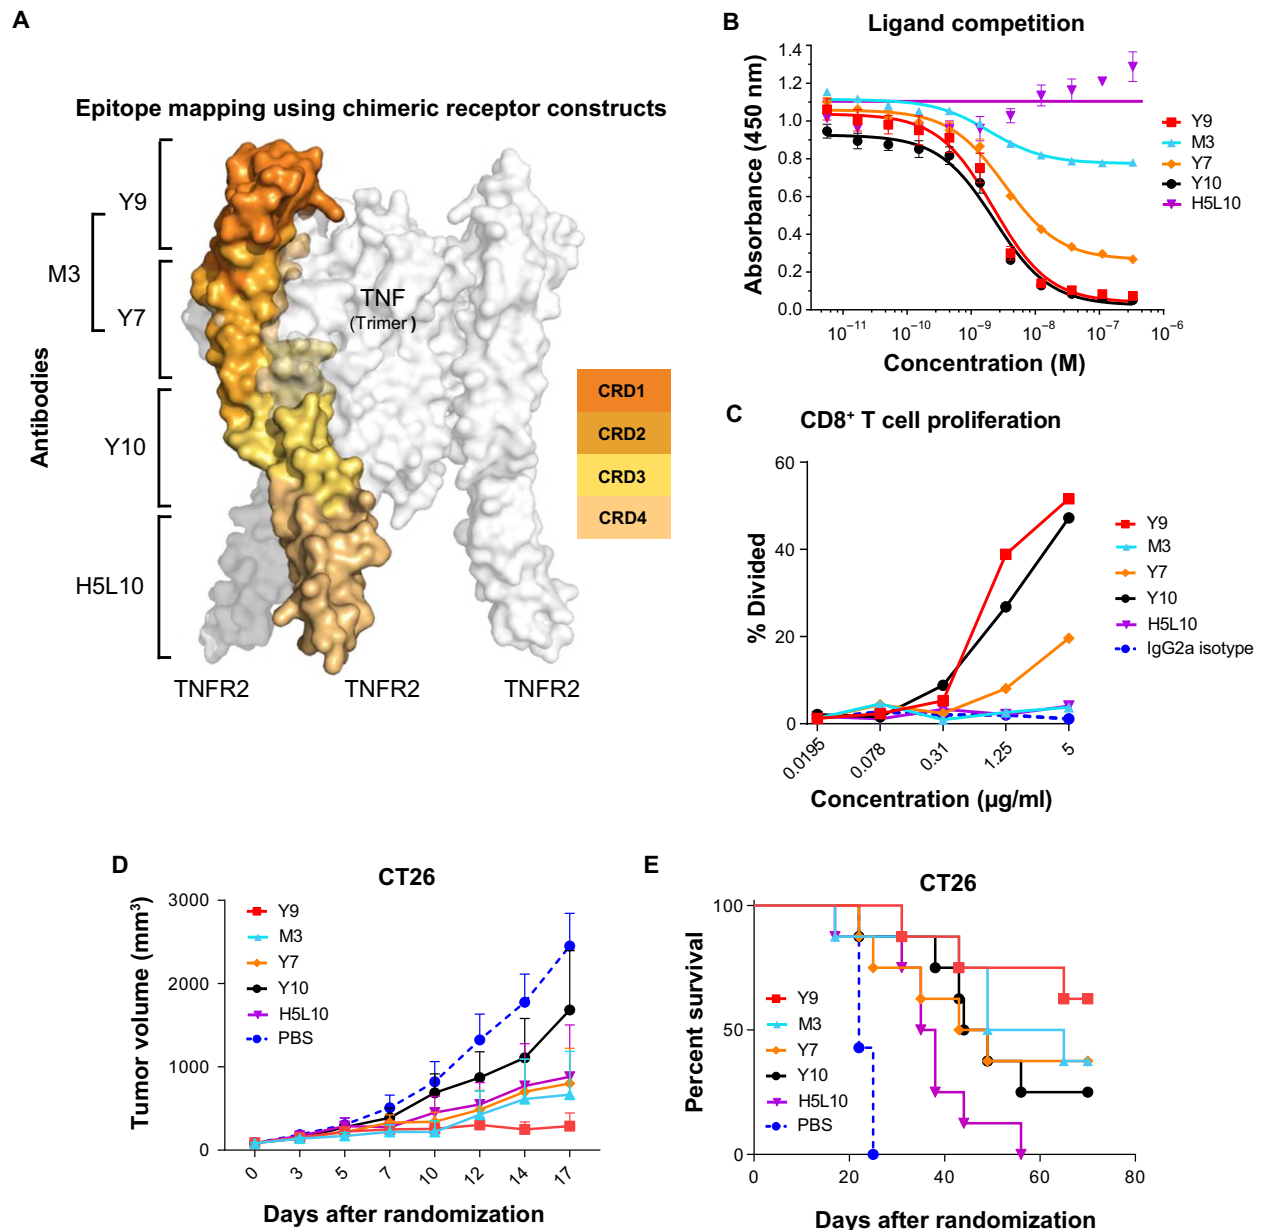 A
Epitope mapping using chimeric receptor constructs
Y9
M3
Y7
Y10
H5L10
Antibodies
TNF
(Trimer)
CRD1
CRD2
CRD3
CRD4
TNFR2
TNFR2
TNFR2
B
Ligand competition
Absorbance (450 nm)
1.4
1.2
1.0
0.8
0.6
0.4
0.2
0.0
10⁻¹¹
10⁻¹⁰
10⁻⁹
10⁻⁸
10⁻⁷
10⁻⁶
Concentration (M)
Y9
M3
Y7
Y10
H5L10
C
CD8⁺ T cell proliferation
% Divided
60
40
20
0
0.0195
0.078
0.31
1.25
5
Concentration (µg/ml)
Y9
M3
Y7
Y10
H5L10
IgG2a isotype
D
CT26
Tumor volume (mm³)
3000
2000
1000
0
Y9
M3
Y7
Y10
H5L10
PBS
0
3
5
7
10
12
14
17
Days after randomization
E
CT26
Percent survival
100
50
0
Y9
M3
Y7
Y10
H5L10
PBS
0
20
40
60
80
Days after randomization